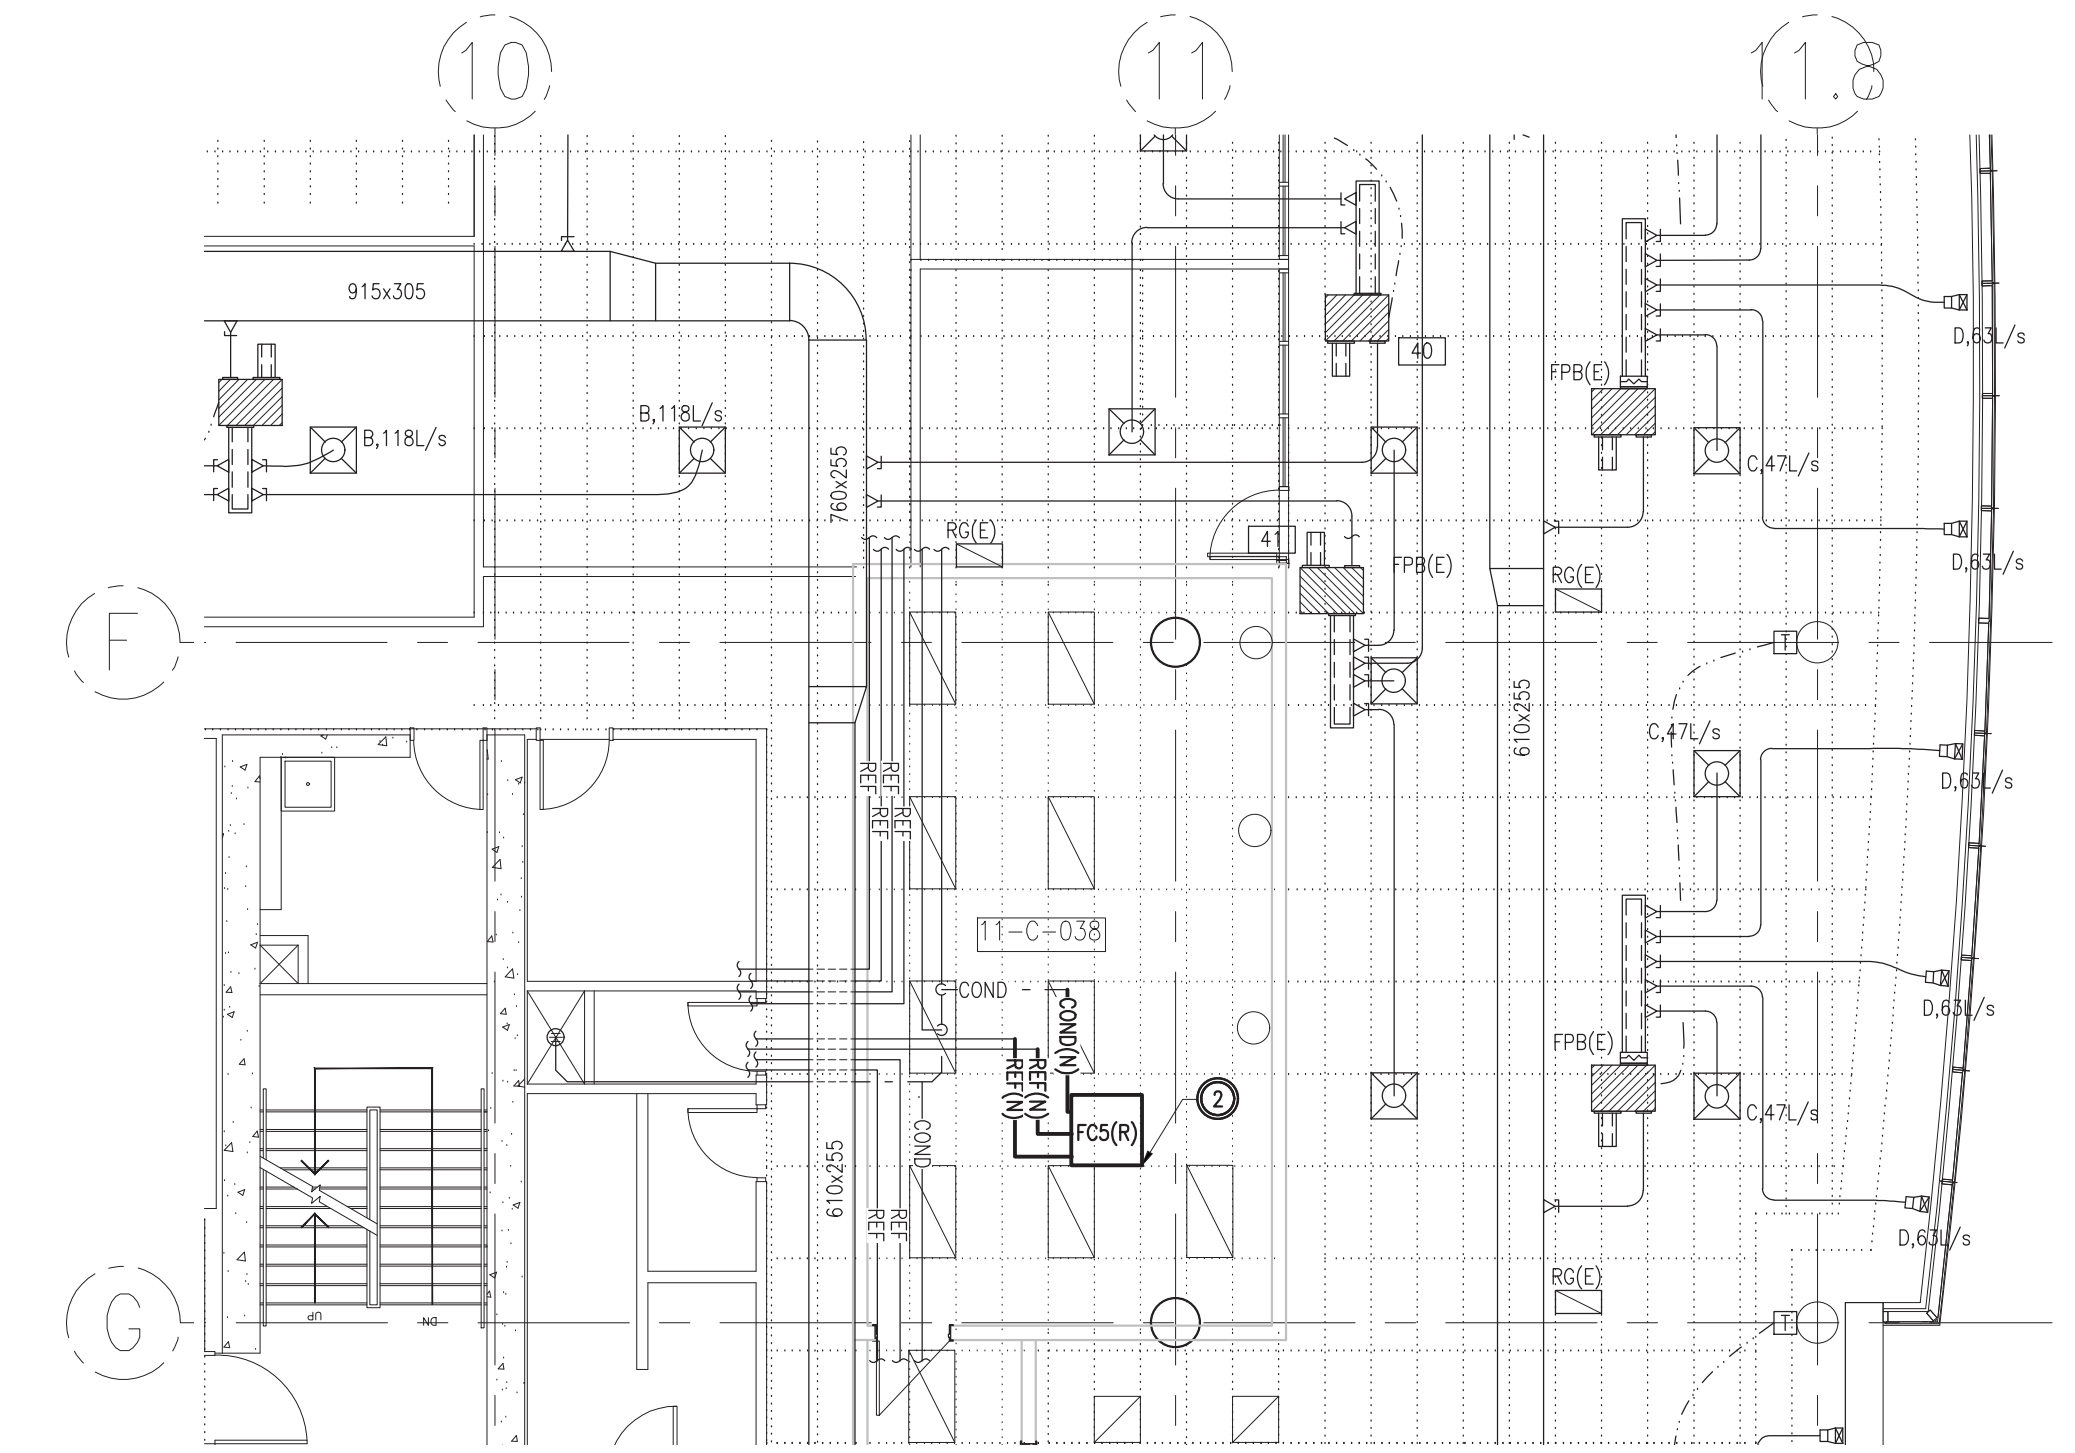 10
11
11.8
915x305
D,63L/s
40
FPB(E)
B,118L/s
B,118L/s
C,47L/s
760x255
RG(E)
41
FPB(E)
D,63L/s
RG(E)
F
T
610x255
C,47L/s
REF
REF
REF
REF
D,63L/s
11-C-038
COND
COND(N)
D,63L/s
FPB(E)
REF(N)
REF(N)
2
C,47L/s
FC5(R)
COND
610x255
REF
REF
D,63L/s
RG(E)
UP
DN
G
T